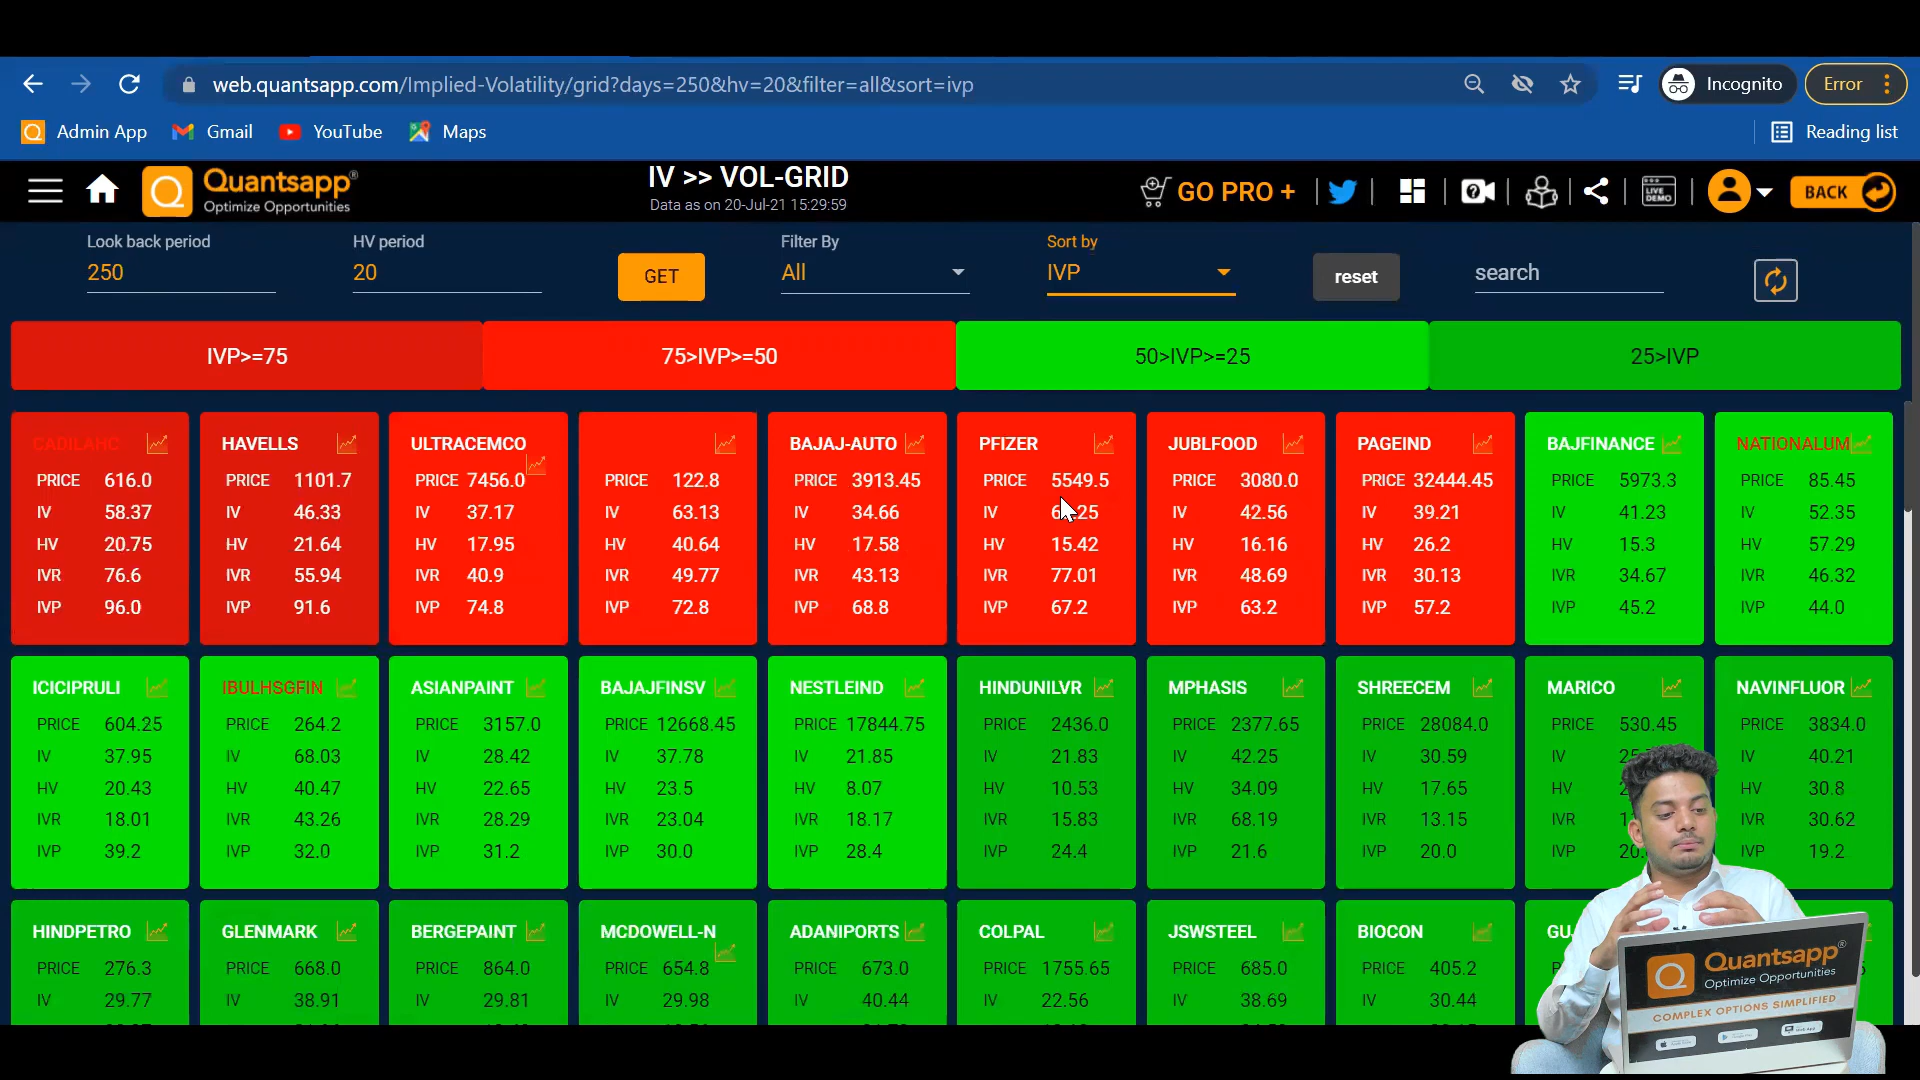 web.quantsapp.com/Implied-Volatility/grid?days=250&hv=20&filter=all&sort=ivp
Incognito
Error
Admin App
Gmail
YouTube
Maps
Reading list
Quantsapp®
Optimize Opportunities
IV >> VOL-GRID
Data as on 20-Jul-21 15:29:59
GO PRO +
LIVE DEMO
BACK
Look back period
250
HV period
20
GET
Filter By
All
Sort by
IVP
reset
search
IVP>=75
75>IVP>=50
50>IVP>=25
25>IVP
CADILAHC
PRICE 616.0
IV 58.37
HV 20.75
IVR 76.6
IVP 96.0
HAVELLS
PRICE 1101.7
IV 46.33
HV 21.64
IVR 55.94
IVP 91.6
ULTRACEMCO
PRICE 7456.0
IV 37.17
HV 17.95
IVR 40.9
IVP 74.8
PRICE 122.8
IV 63.13
HV 40.64
IVR 49.77
IVP 72.8
BAJAJ-AUTO
PRICE 3913.45
IV 34.66
HV 17.58
IVR 43.13
IVP 68.8
PFIZER
PRICE 5549.5
IV
HV 15.42
IVR 77.01
IVP 67.2
JUBLFOOD
PRICE 3080.0
IV 42.56
HV 16.16
IVR 48.69
IVP 63.2
PAGEIND
PRICE 32444.45
IV 39.21
HV 26.2
IVR 30.13
IVP 57.2
BAJFINANCE
PRICE 5973.3
IV 41.23
HV 15.3
IVR 34.67
IVP 45.2
NATIONALUM
PRICE 85.45
IV 52.35
HV 57.29
IVR 46.32
IVP 44.0
ICICIPRULI
PRICE 604.25
IV 37.95
HV 20.43
IVR 18.01
IVP 39.2
IBULHSGFIN
PRICE 264.2
IV 68.03
HV 40.47
IVR 43.26
IVP 32.0
ASIANPAINT
PRICE 3157.0
IV 28.42
HV 22.65
IVR 28.29
IVP 31.2
BAJAJFINSV
PRICE 12668.45
IV 37.78
HV 23.5
IVR 23.04
IVP 30.0
NESTLEIND
PRICE 17844.75
IV 21.85
HV 8.07
IVR 18.17
IVP 28.4
HINDUNILVR
PRICE 2436.0
IV 21.83
HV 10.53
IVR 15.83
IVP 24.4
MPHASIS
PRICE 2377.65
IV 42.25
HV 34.09
IVR 68.19
IVP 21.6
SHREECEM
PRICE 28084.0
IV 30.59
HV 17.65
IVR 13.15
IVP 20.0
MARICO
PRICE 530.45
IV
HV
IVR
IVP
NAVINFLUOR
PRICE 3834.0
IV 40.21
HV 30.8
IVR 30.62
IVP 19.2
HINDPETRO
PRICE 276.3
IV 29.77
GLENMARK
PRICE 668.0
IV 38.91
BERGEPAINT
PRICE 864.0
IV 29.81
MCDOWELL-N
PRICE 654.8
IV 29.98
ADANIPORTS
PRICE 673.0
IV 40.44
COLPAL
PRICE 1755.65
IV 22.56
JSWSTEEL
PRICE 685.0
IV 38.69
BIOCON
PRICE 405.2
IV 30.44
Quantsapp®
Optimize Opportunities
COMPLEX OPTIONS SIMPLIFIED